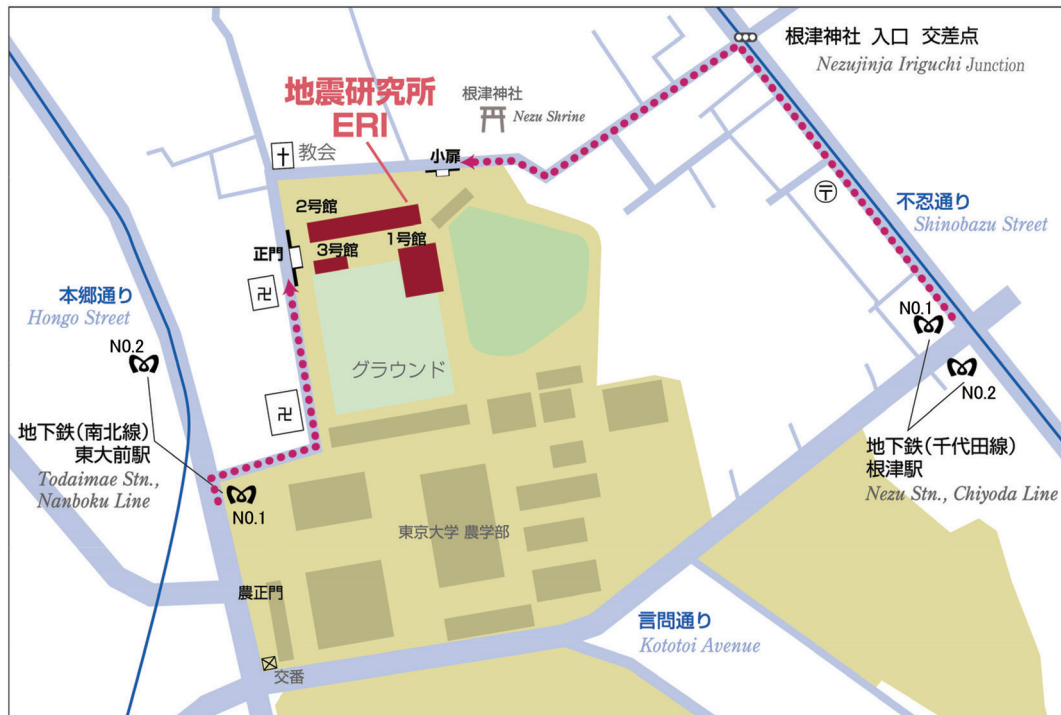 根津神社 入口 交差点
Nezujinja Iriguchi Junction
地震研究所
ERI
根津神社
Nezu Shrine
教会
小扉
〒
不忍通り
Shinobazu Street
2号館
1号館
3号館
正門
卍
本郷通り
Hongo Street
N0.2
N0.1
N0.2
グラウンド
卍
地下鉄(南北線)
東大前駅
Todaimae Stn.,
Nanboku Line
N0.1
地下鉄(千代田線)
根津駅
Nezu Stn., Chiyoda Line
東京大学 農学部
農正門
言問通り
Kototoi Avenue
交番